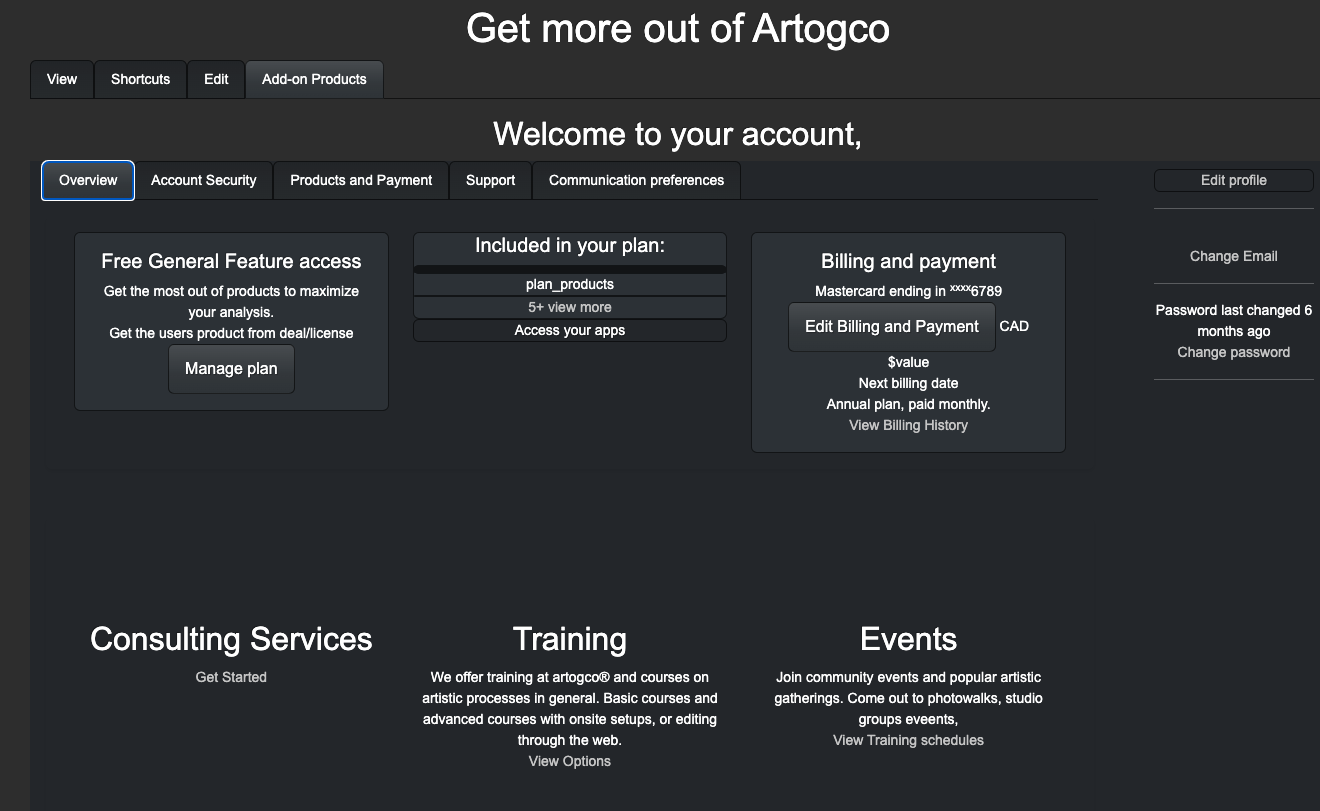 Get more out of Artogco
View
Shortcuts
Edit
Add-on Products
Welcome to your account,
Overview
Account Security
Products and Payment
Support
Communication preferences
Free General Feature access
Get the most out of products to maximize
your analysis.
Get the users product from deal/license
Manage plan
Included in your plan:
plan_products
5+ view more
Access your apps
Billing and payment
Mastercard ending in xxxx6789
Edit Billing and Payment CAD
$value
Next billing date
Annual plan, paid monthly.
View Billing History
Edit profile
Change Email
Password last changed 6
months ago
Change password
Consulting Services
Get Started
Training
We offer training at artogco® and courses on
artistic processes in general. Basic courses and
advanced courses with onsite setups, or editing
through the web.
View Options
Events
Join community events and popular artistic
gatherings. Come out to photowalks, studio
groups eveents,
View Training schedules